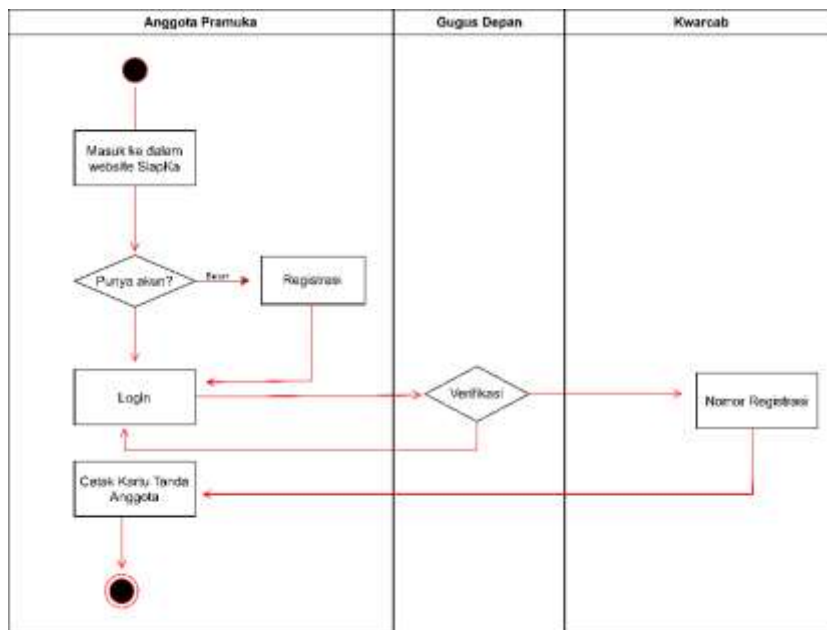 Anggota Pramuka
Gugus Depan
Kwarcab
Masuk ke dalam
website SiapKa
Punya akun?
Registrasi
Login
Verifikasi
Nomor Registrasi
Cetak Kartu Tanda
Anggota